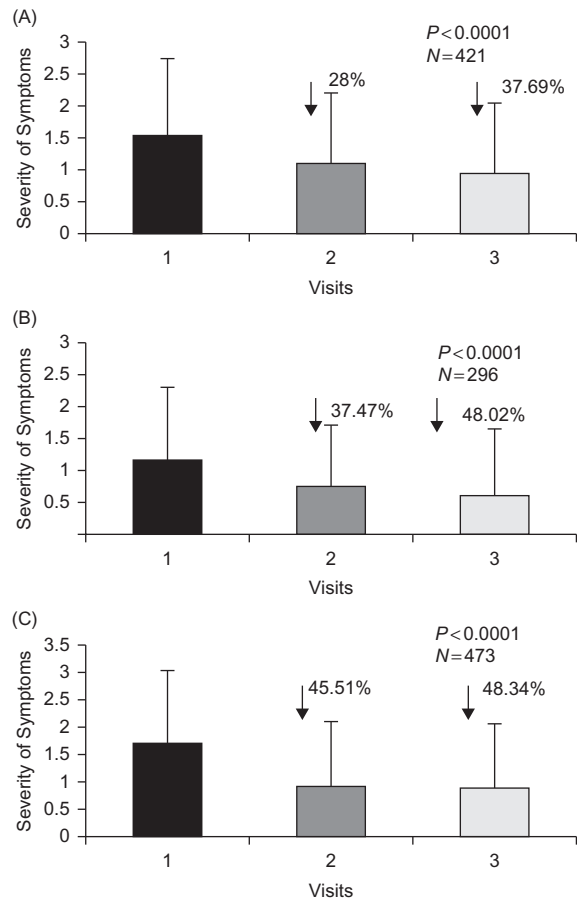 (A)
P<0.0001
N=421
28%
37.69%
Severity of Symptoms
3
2.5
2
1.5
1
0.5
0
1 2 3
Visits
(B)
P<0.0001
N=296
37.47%
48.02%
Severity of Symptoms
3
2.5
2
1.5
1
0.5
1 2 3
Visits
(C)
P<0.0001
N=473
45.51%
48.34%
Severity of Symptoms
3.5
3
2.5
2
1.5
1
0.5
0
1 2 3
Visits